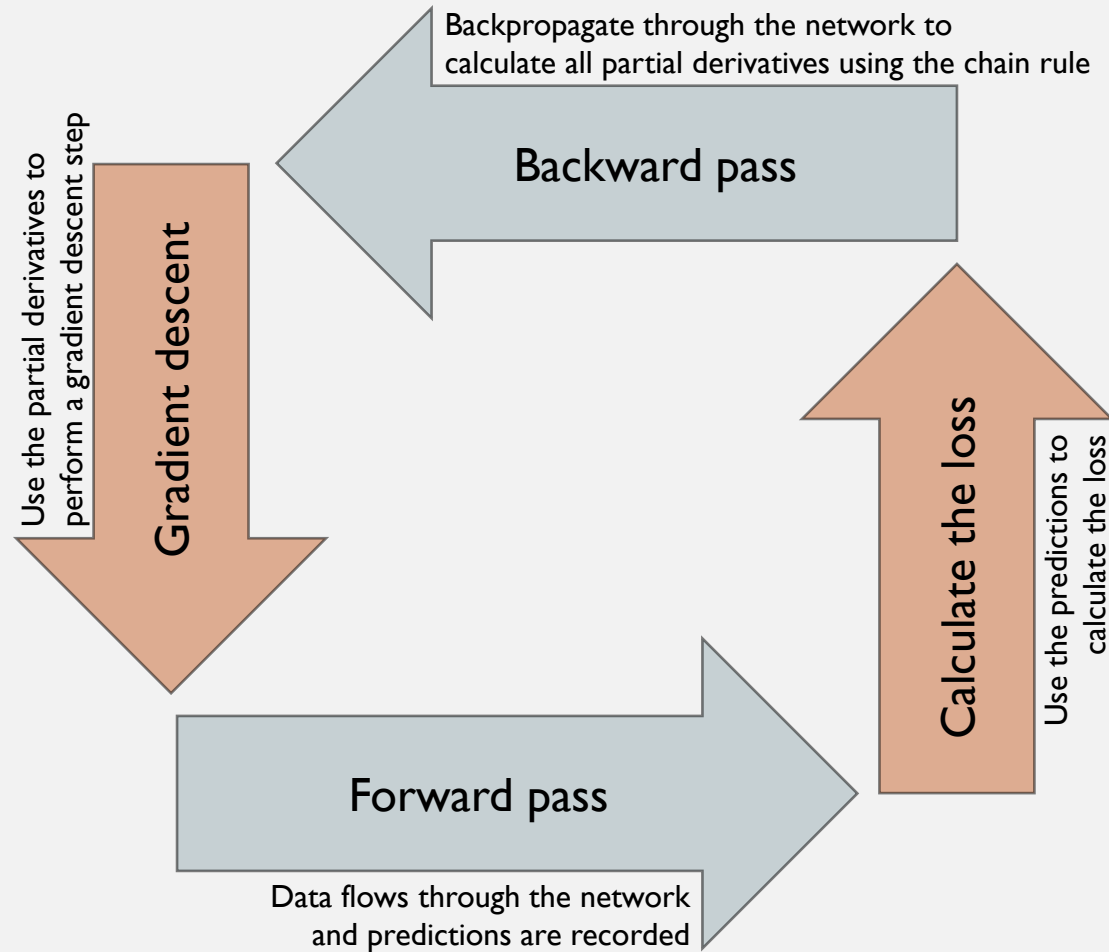 Backpropagate through the network to
calculate all partial derivatives using the chain rule
Backward pass
Use the partial derivatives to
perform a gradient descent step
Gradient descent
Calculate the loss
Use the predictions to
calculate the loss
Forward pass
Data flows through the network
and predictions are recorded